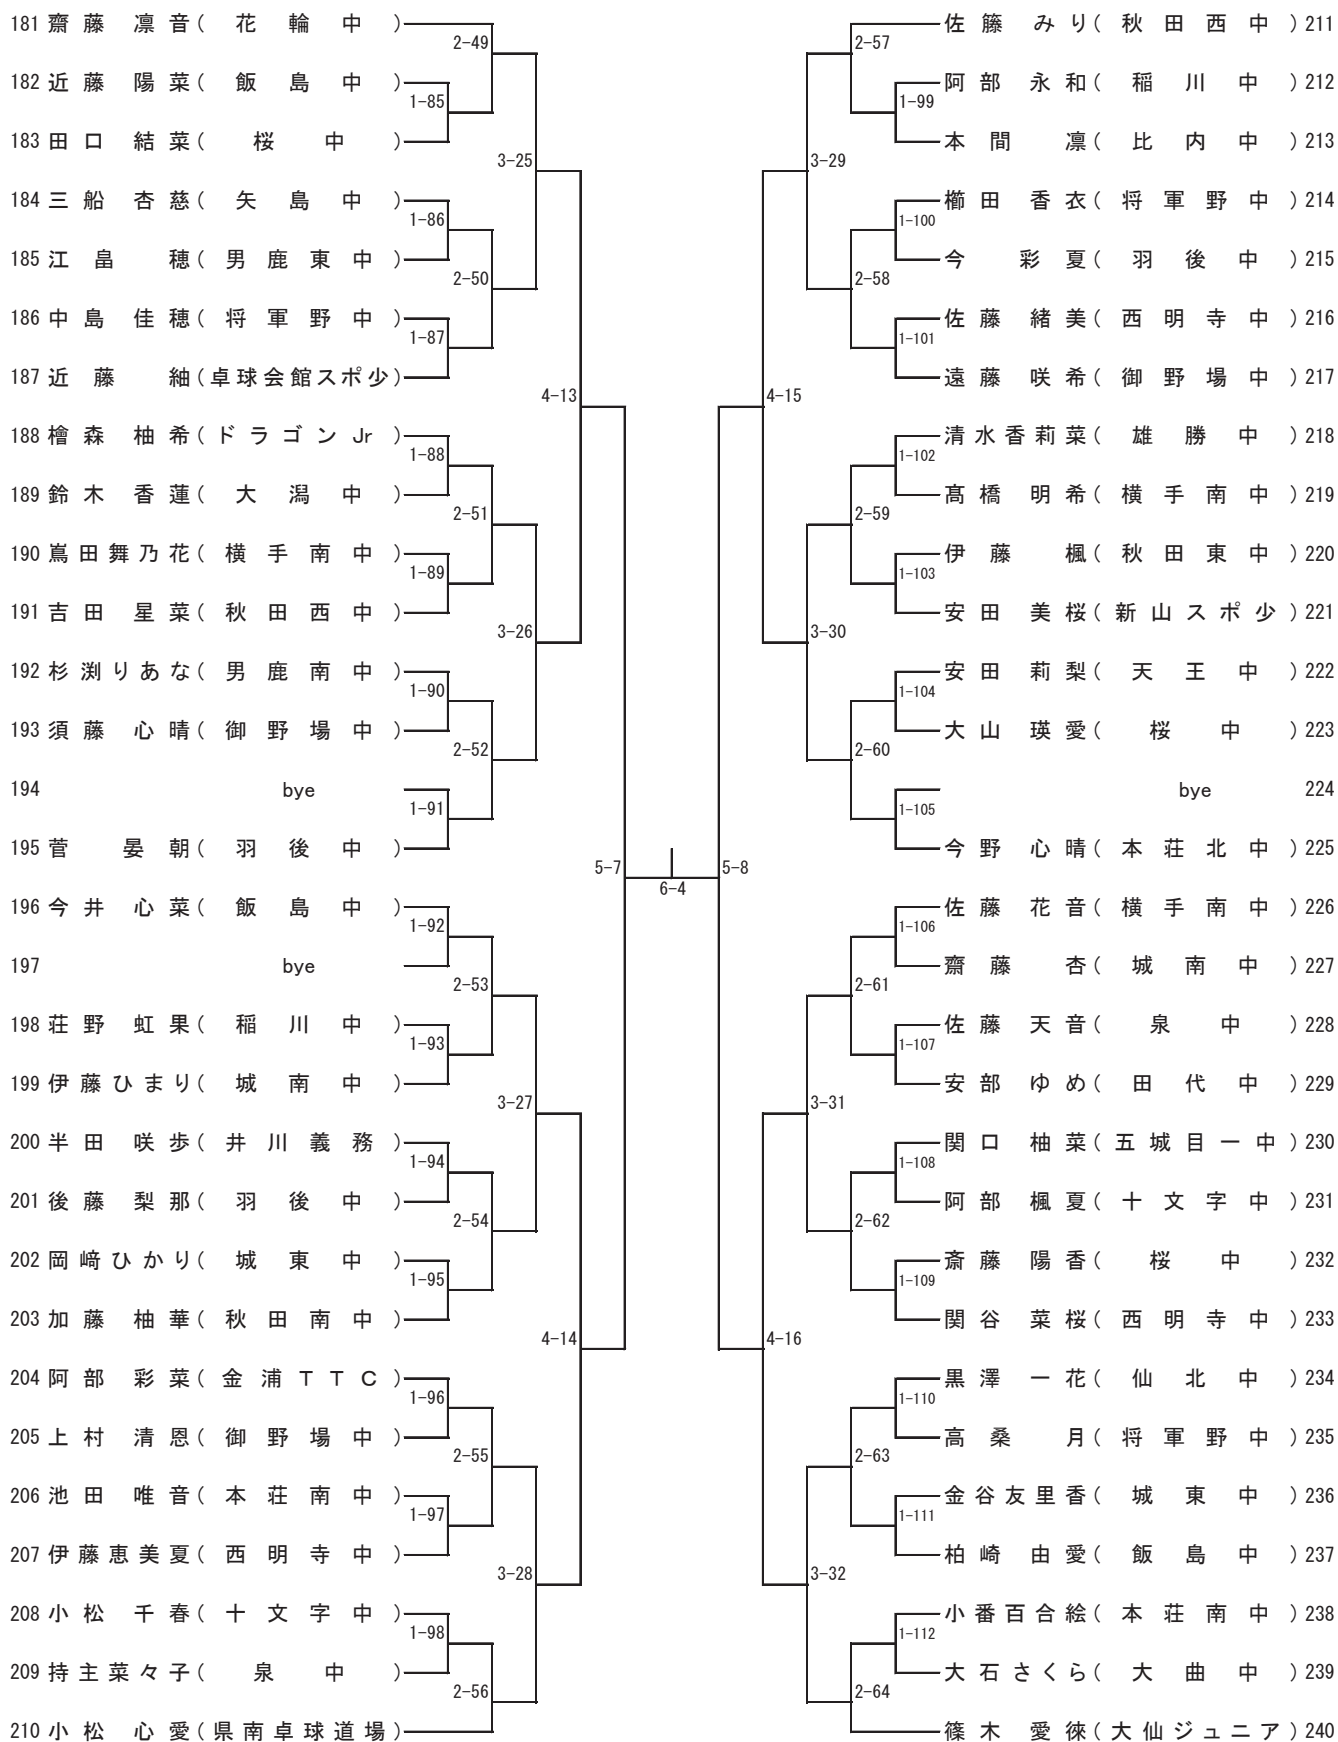 181 齋藤 凛音(花輪中)
2-49
182 近藤 陽菜(飯島中)
1-85
183 田口 結菜(桜中)
3-25
184 三船 杏慈(矢島中)
1-86
185 江畠 穂(男鹿東中)
2-50
186 中島 佳穂(将軍野中)
1-87
187 近藤 紬(卓球会館スポ少)
4-13
188 檜森 柚希(ドラゴンJr)
1-88
189 鈴木 香蓮(大潟中)
2-51
190 嶌田舞乃花(横手南中)
1-89
191 吉田 星菜(秋田西中)
3-26
192 杉渕りあな(男鹿南中)
1-90
193 須藤 心晴(御野場中)
2-52
194 bye
1-91
195 菅 晏朝(羽後中)
5-7
196 今井 心菜(飯島中)
1-92
197 bye
2-53
198 荘野 虹果(稲川中)
1-93
199 伊藤ひまり(城南中)
3-27
200 半田 咲歩(井川義務)
1-94
201 後藤 梨那(羽後中)
2-54
202 岡﨑ひかり(城東中)
1-95
203 加藤 柚華(秋田南中)
4-14
204 阿部 彩菜(金浦TTC)
1-96
205 上村 清恩(御野場中)
2-55
206 池田 唯音(本荘南中)
1-97
207 伊藤恵美夏(西明寺中)
3-28
208 小松 千春(十文字中)
1-98
209 持主菜々子(泉中)
2-56
210 小松 心愛(県南卓球道場)
6-4
佐籐 みり(秋田西中)211
2-57
阿部 永和(稲川中)212
1-99
本間 凛(比内中)213
3-29
櫛田 香衣(将軍野中)214
1-100
今 彩夏(羽後中)215
2-58
佐藤 緒美(西明寺中)216
1-101
遠藤 咲希(御野場中)217
4-15
清水香莉菜(雄勝中)218
1-102
髙橋 明希(横手南中)219
2-59
伊藤 楓(秋田東中)220
1-103
安田 美桜(新山スポ少)221
3-30
安田 莉梨(天王中)222
1-104
大山 瑛愛(桜中)223
2-60
bye 224
1-105
今野 心晴(本荘北中)225
5-8
佐藤 花音(横手南中)226
1-106
齋藤 杏(城南中)227
2-61
佐藤 天音(泉中)228
1-107
安部 ゆめ(田代中)229
3-31
関口 柚菜(五城目一中)230
1-108
阿部 楓夏(十文字中)231
2-62
斎藤 陽香(桜中)232
1-109
関谷 菜桜(西明寺中)233
4-16
黒澤 一花(仙北中)234
1-110
高桑 月(将軍野中)235
2-63
金谷友里香(城東中)236
1-111
柏崎 由愛(飯島中)237
3-32
小番百合絵(本荘南中)238
1-112
大石さくら(大曲中)239
2-64
篠木 愛徠(大仙ジュニア)240